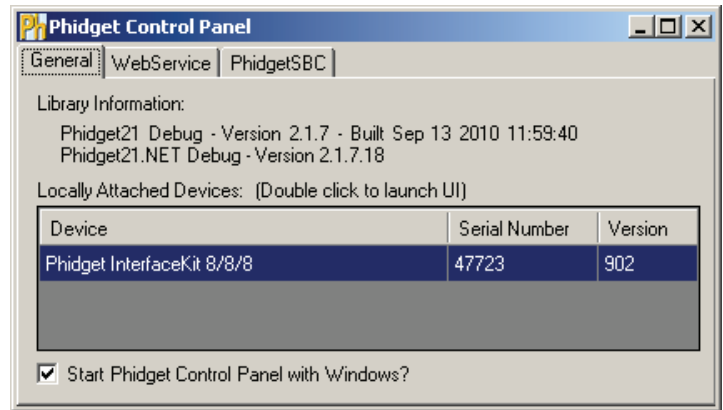 Ph Phidget Control Panel
General WebService PhidgetSBC
Library Information:
Phidget21 Debug - Version 2.1.7 - Built Sep 13 2010 11:59:40
Phidget21.NET Debug - Version 2.1.7.18
Locally Attached Devices: (Double click to launch UI)
Device Serial Number Version
Phidget InterfaceKit 8/8/8 47723 902
Start Phidget Control Panel with Windows?